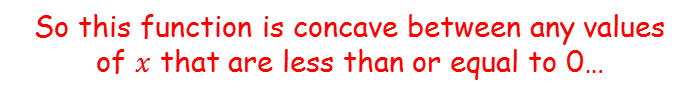 So this function is concave between any values
of x that are less than or equal to 0...